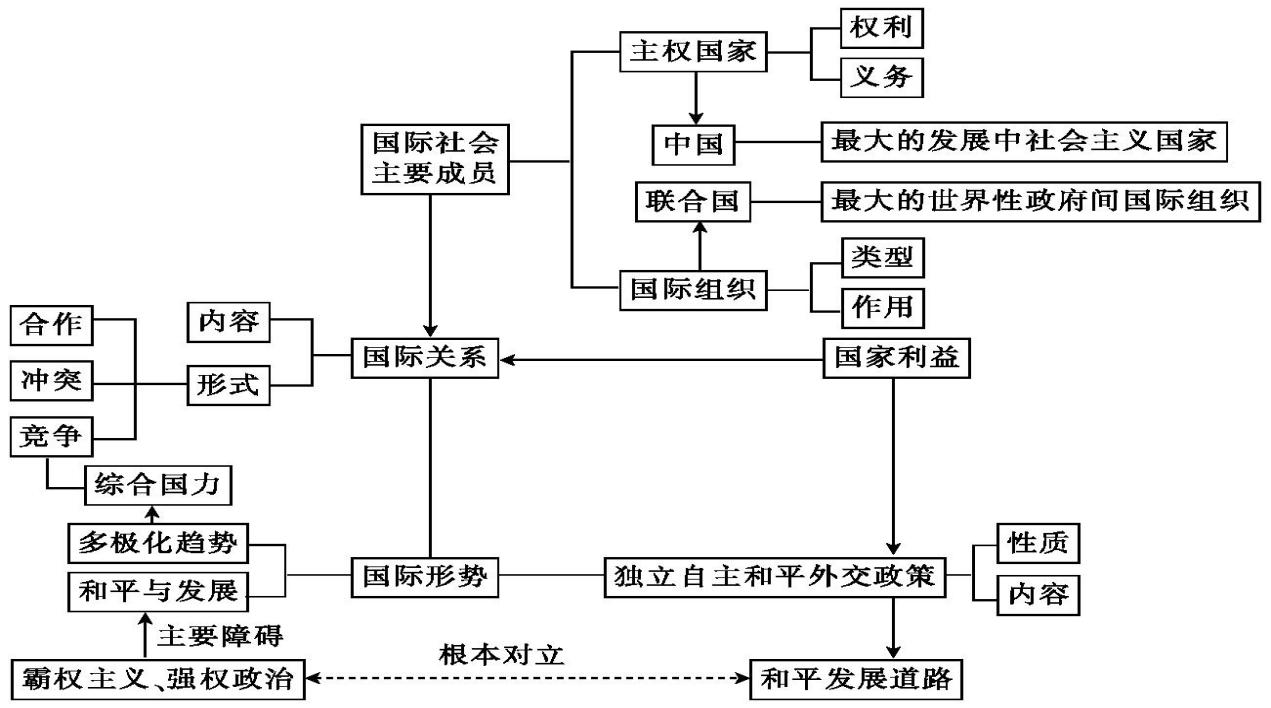 主权国家
权利
义务
国际社会
主要成员
中国
最大的发展中社会主义国家
联合国
最大的世界性政府间国际组织
国际组织
类型
作用
合作
冲突
竞争
内容
形式
国际关系
国家利益
综合国力
多极化趋势
和平与发展
国际形势
独立自主和平外交政策
性质
内容
主要障碍
霸权主义、强权政治
根本对立
和平发展道路